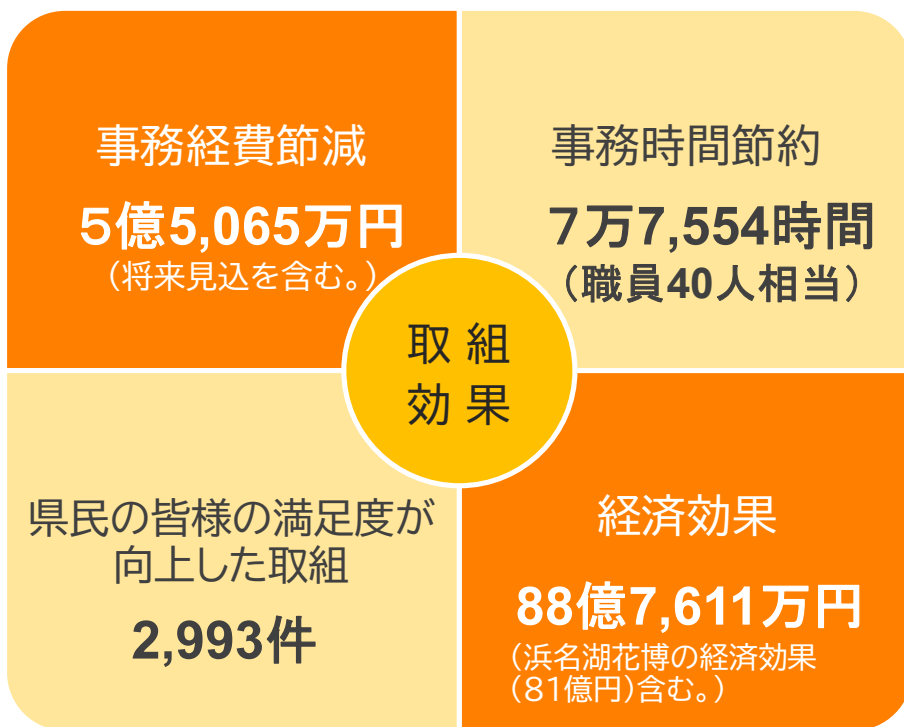 事務経費節減
5億5,065万円
（将来見込を含む。）
事務時間節約
7万7,554時間
（職員40人相当）
取組
効果
県民の皆様の満足度が
向上した取組
2,993件
経済効果
88億7,611万円
（浜名湖花博の経済効果
（81億円）含む。）